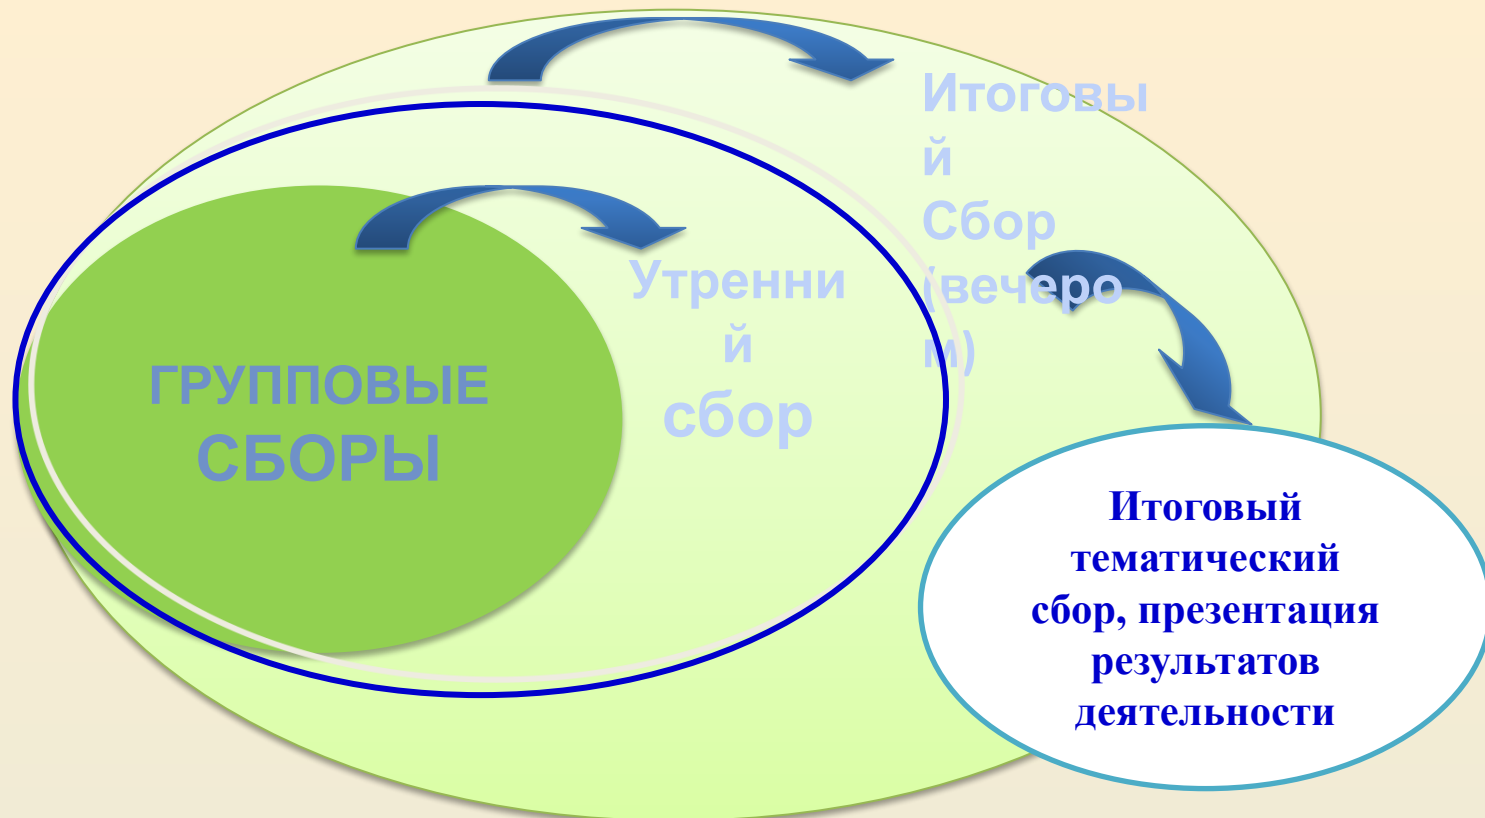 ГРУППОВЫЕ
СБОРЫ
Утренни
й
сбор
Итоговы
й
Сбор
(вечеро
м)
Итоговый
тематический
сбор, презентация
результатов
деятельности